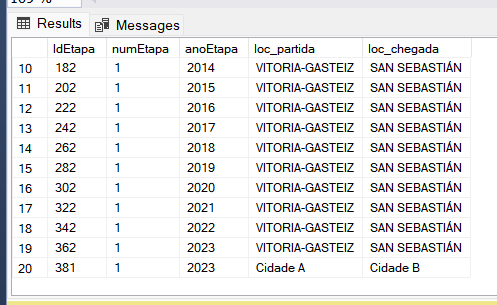 109 %
Results Messages
IdEtapa numEtapa anoEtapa loc_partida loc_chegada
10 182 1 2014 VITORIA-GASTEIZ SAN SEBASTIÁN
11 202 1 2015 VITORIA-GASTEIZ SAN SEBASTIÁN
12 222 1 2016 VITORIA-GASTEIZ SAN SEBASTIÁN
13 242 1 2017 VITORIA-GASTEIZ SAN SEBASTIÁN
14 262 1 2018 VITORIA-GASTEIZ SAN SEBASTIÁN
15 282 1 2019 VITORIA-GASTEIZ SAN SEBASTIÁN
16 302 1 2020 VITORIA-GASTEIZ SAN SEBASTIÁN
17 322 1 2021 VITORIA-GASTEIZ SAN SEBASTIÁN
18 342 1 2022 VITORIA-GASTEIZ SAN SEBASTIÁN
19 362 1 2023 VITORIA-GASTEIZ SAN SEBASTIÁN
20 381 1 2023 Cidade A Cidade B